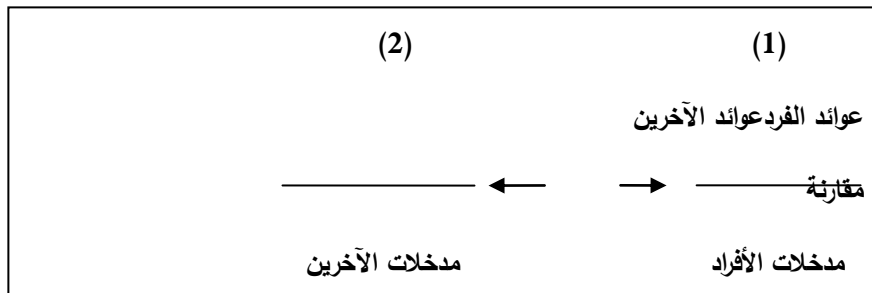 (1) (2)
عوائد الفردعوائد الآخرين
مقارنة
مدخلات الأفراد مدخلات الآخرين